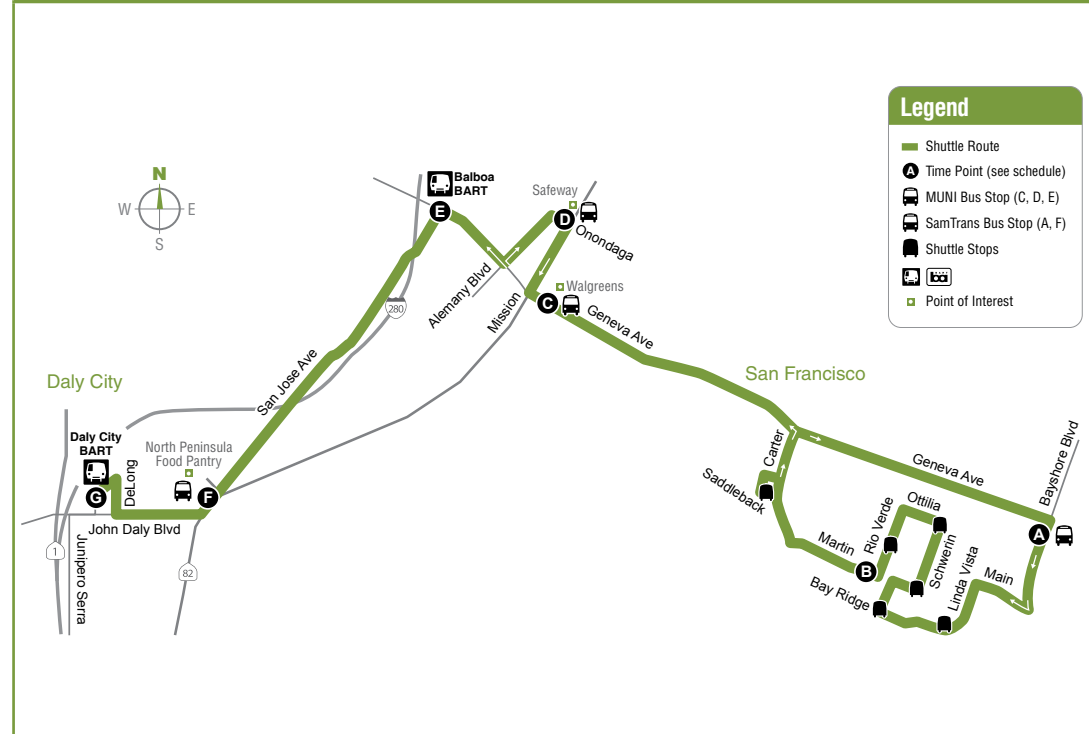 Legend
Shuttle Route
A Time Point (see schedule)
MUNI Bus Stop (C, D, E)
SamTrans Bus Stop (A, F)
Shuttle Stops
ba
Point of Interest
N
W
E
S
Balboa
BART
E
Safeway
D
Onondaga
Walgreens
C
Alemany Blvd
Mission
Geneva Ave
280
San Jose Ave
San Francisco
Daly City
Daly City
BART
North Peninsula
Food Pantry
G
DeLong
F
John Daly Blvd
Junipero Serra
1
82
Carter
Saddleback
Geneva Ave
Bayshore Blvd
A
Martin
B
Rio Verde
Ottilia
Schwerin
Bay Ridge
Linda Vista
Main